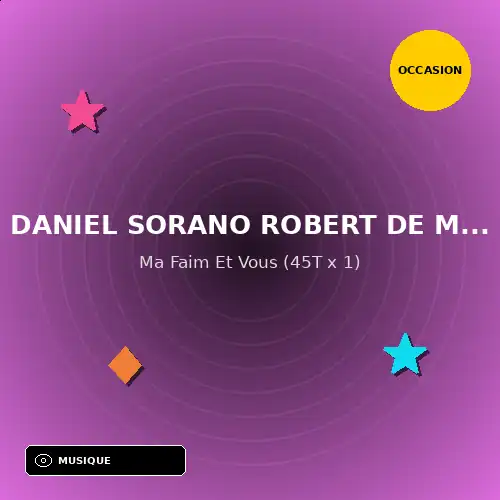 OCCASION
DANIEL SORANO ROBERT DE M...
Ma Faim Et Vous (45T x 1)
MUSIQUE